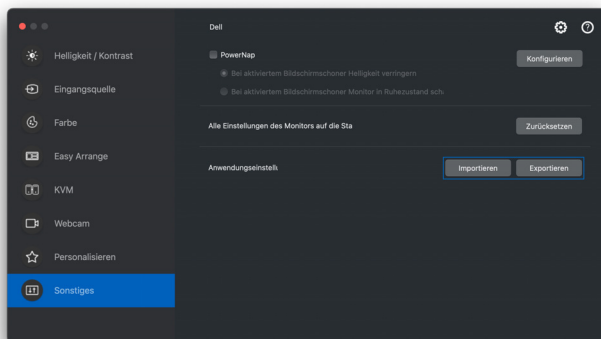 Dell
Helligkeit / Kontrast
Eingangsquelle
Farbe
Easy Arrange
KVM
Webcam
Personalisieren
Sonstiges
PowerNap
Konfigurieren
Bei aktiviertem Bildschirmschoner Helligkeit verringern
Bei aktiviertem Bildschirmschoner Monitor in Ruhezustand sch
Alle Einstellungen des Monitors auf die Sta
Zurücksetzen
Anwendungseinstell
Importieren
Exportieren